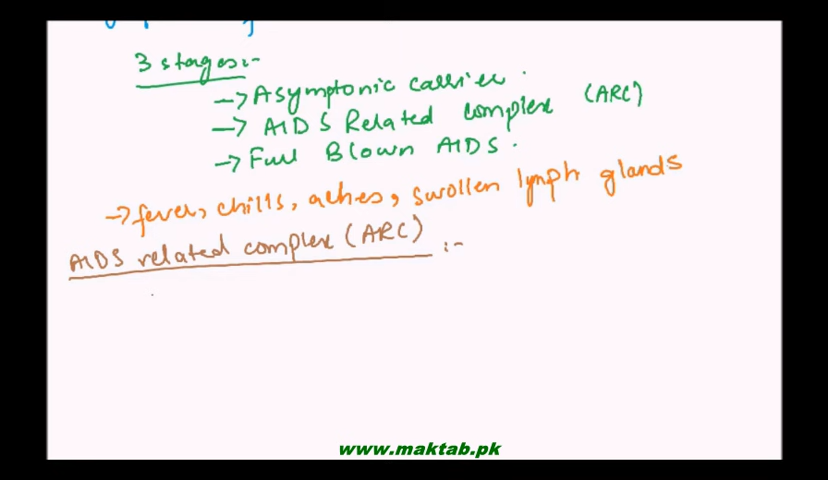 3 stages:-
→ Asymptonic carrier.
→ AIDS Related complex (ARC)
→ Full Blown AIDS.
→ fever, chills, aches, swollen lymph glands
AIDS related complex (ARC) :-
www.maktab.pk